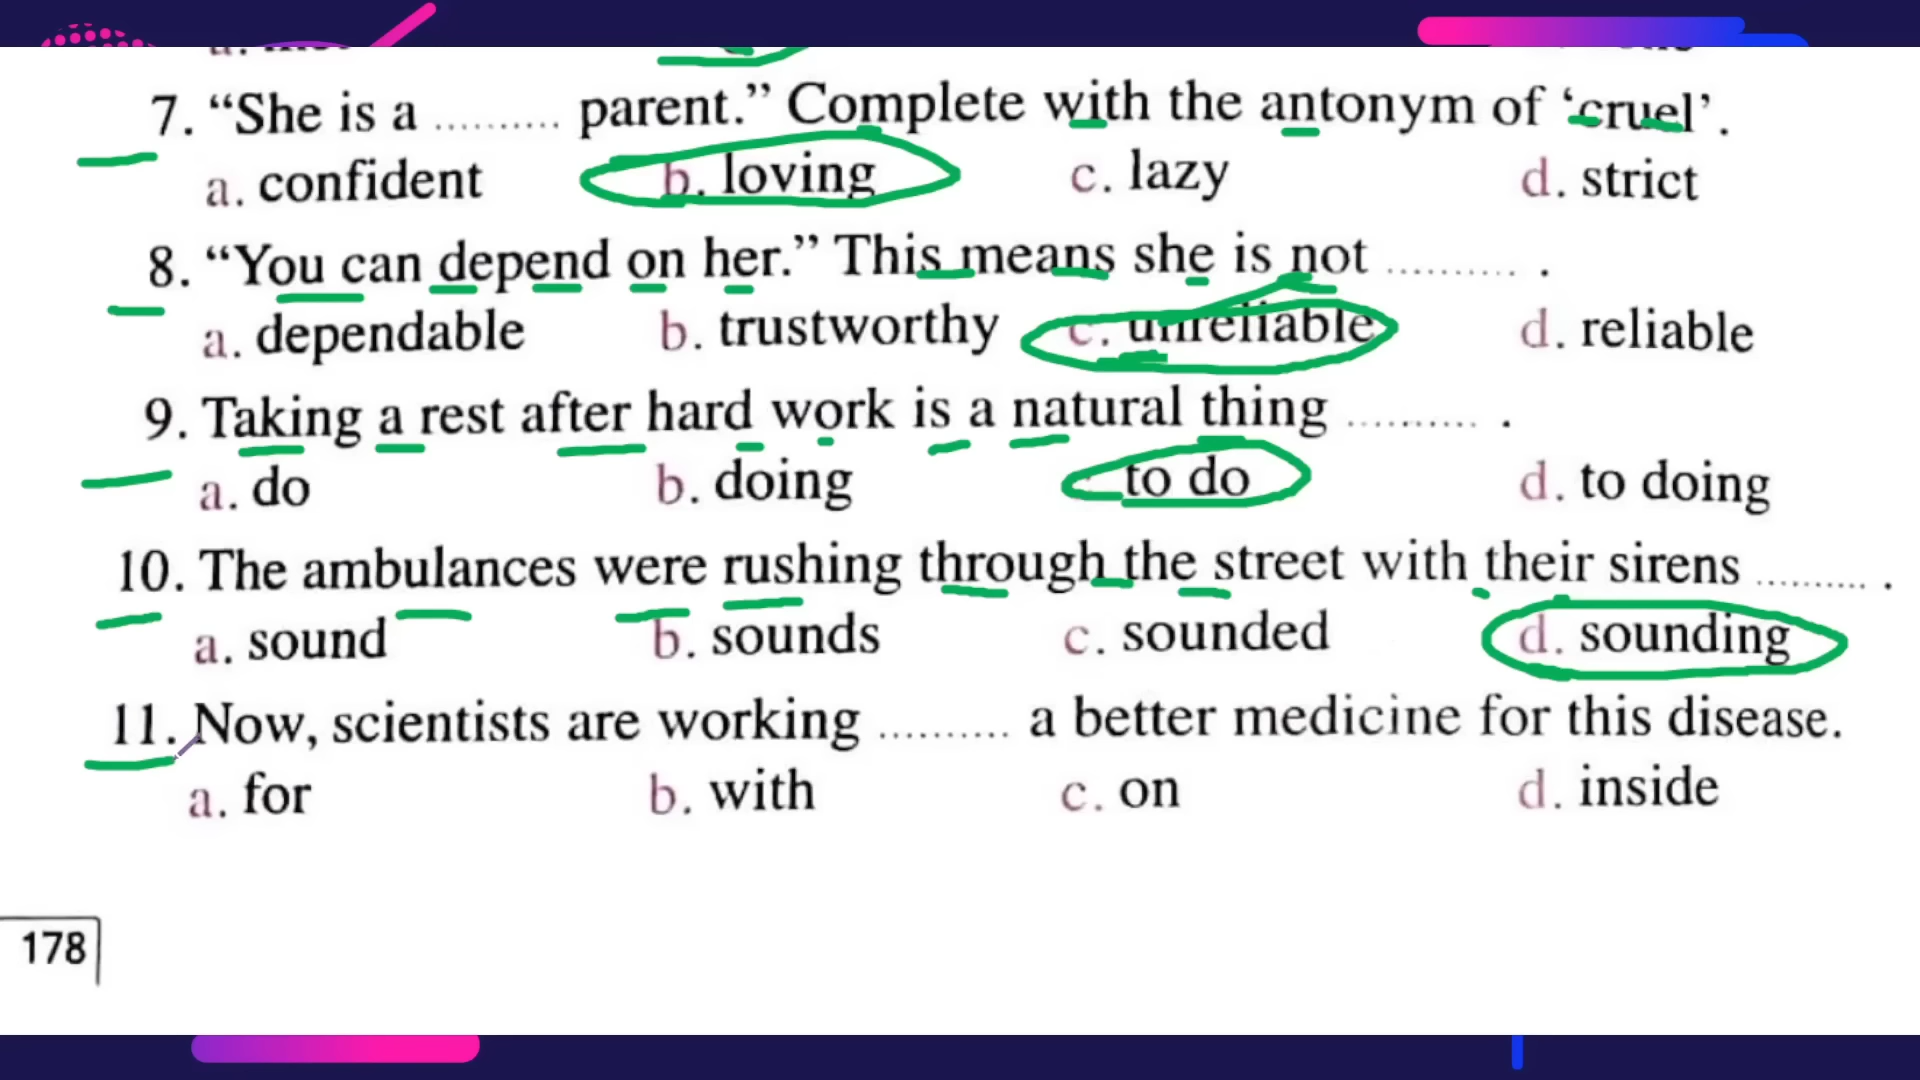 7. “She is a .......... parent.” Complete with the antonym of ‘cruel’.
a. confident b. loving c. lazy d. strict
8. “You can depend on her.” This means she is not .......... .
a. dependable b. trustworthy c. unreliable d. reliable
9. Taking a rest after hard work is a natural thing .......... .
a. do b. doing to do d. to doing
10. The ambulances were rushing through the street with their sirens .......... .
a. sound b. sounds c. sounded d. sounding
11. Now, scientists are working .......... a better medicine for this disease.
a. for b. with c. on d. inside
178